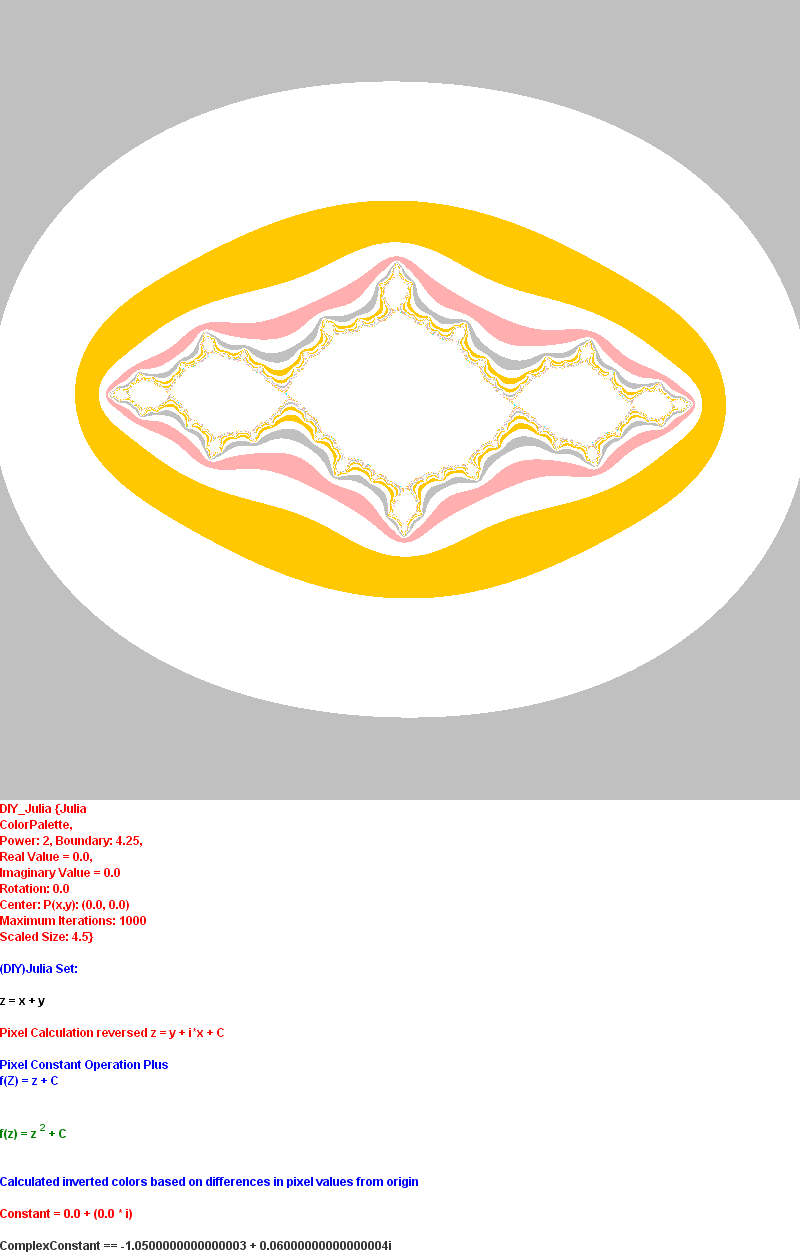 DIY_Julia {Julia
ColorPalette,
Power: 2, Boundary: 4.25,
Real Value = 0.0,
Imaginary Value = 0.0
Rotation: 0.0
Center: P(x,y): (0.0, 0.0)
Maximum Iterations: 1000
Scaled Size: 4.5}
(DIY)Julia Set:
z = x + y
Pixel Calculation reversed z = y + i*x + C
Pixel Constant Operation Plus
f(Z) = z + C
f(z) = z 2 + C
Calculated inverted colors based on differences in pixel values from origin
Constant = 0.0 + (0.0 * i)
ComplexConstant == -1.0500000000000003 + 0.06000000000000004i